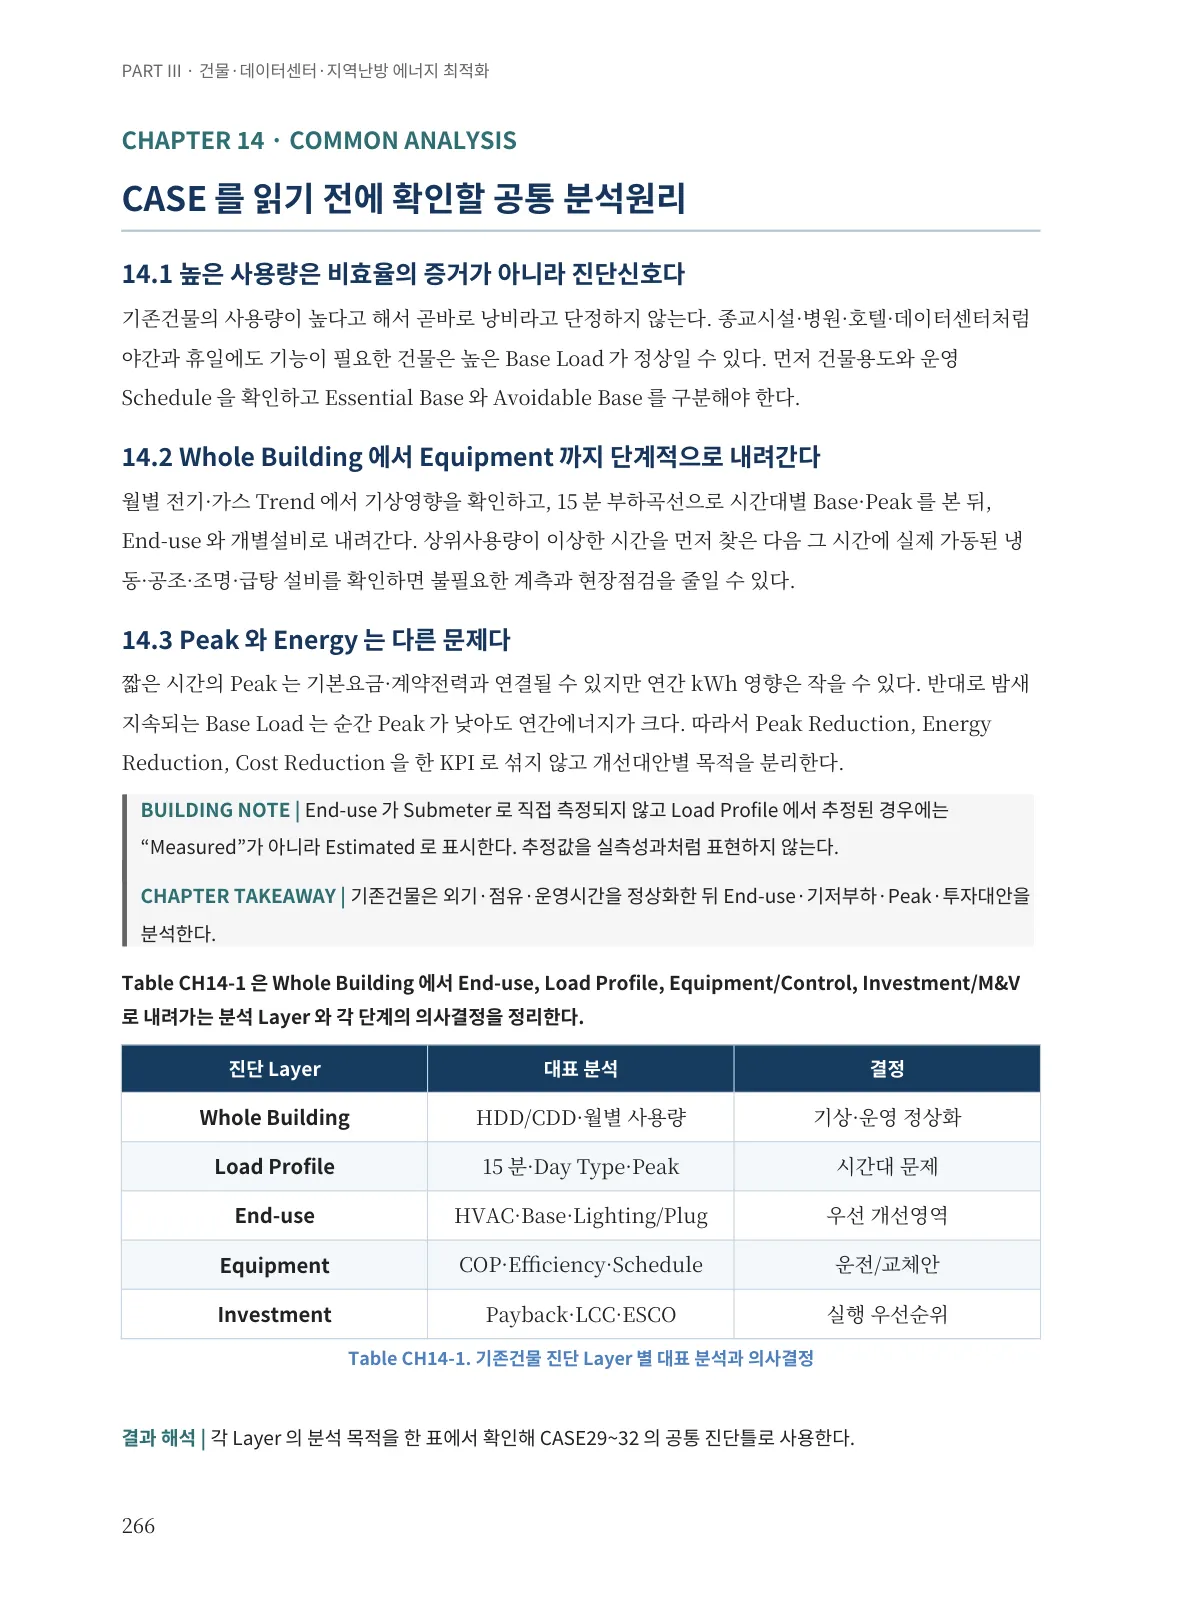 PART III · 건물·데이터센터·지역난방 에너지 최적화
CHAPTER 14 · COMMON ANALYSIS
CASE 를 읽기 전에 확인할 공통 분석원리
14.1 높은 사용량은 비효율의 증거가 아니라 진단신호다
기존건물의 사용량이 높다고 해서 곧바로 낭비라고 단정하지 않는다. 종교시설·병원·호텔·데이터센터처럼
야간과 휴일에도 기능이 필요한 건물은 높은 Base Load 가 정상일 수 있다. 먼저 건물용도와 운영
Schedule 을 확인하고 Essential Base 와 Avoidable Base 를 구분해야 한다.
14.2 Whole Building 에서 Equipment 까지 단계적으로 내려간다
월별 전기·가스 Trend 에서 기상영향을 확인하고, 15 분 부하곡선으로 시간대별 Base·Peak 를 본 뒤,
End-use 와 개별설비로 내려간다. 상위사용량이 이상한 시간을 먼저 찾은 다음 그 시간에 실제 가동된 냉
동·공조·조명·급탕 설비를 확인하면 불필요한 계측과 현장점검을 줄일 수 있다.
14.3 Peak 와 Energy 는 다른 문제다
짧은 시간의 Peak 는 기본요금·계약전력과 연결될 수 있지만 연간 kWh 영향은 작을 수 있다. 반대로 밤새
지속되는 Base Load 는 순간 Peak 가 낮아도 연간에너지가 크다. 따라서 Peak Reduction, Energy
Reduction, Cost Reduction 을 한 KPI 로 섞지 않고 개선대안별 목적을 분리한다.
BUILDING NOTE | End-use 가 Submeter 로 직접 측정되지 않고 Load Profile 에서 추정된 경우에는
“Measured”가 아니라 Estimated 로 표시한다. 추정값을 실측성과처럼 표현하지 않는다.
CHAPTER TAKEAWAY | 기존건물은 외기·점유·운영시간을 정상화한 뒤 End-use·기저부하·Peak·투자대안을
분석한다.
Table CH14-1 은 Whole Building 에서 End-use, Load Profile, Equipment/Control, Investment/M&V
로 내려가는 분석 Layer 와 각 단계의 의사결정을 정리한다.
진단 Layer 대표 분석 결정
Whole Building HDD/CDD·월별 사용량 기상·운영 정상화
Load Profile 15 분·Day Type·Peak 시간대 문제
End-use HVAC·Base·Lighting/Plug 우선 개선영역
Equipment COP·Efficiency·Schedule 운전/교체안
Investment Payback·LCC·ESCO 실행 우선순위
Table CH14-1. 기존건물 진단 Layer 별 대표 분석과 의사결정
결과 해석 | 각 Layer 의 분석 목적을 한 표에서 확인해 CASE29~32 의 공통 진단틀로 사용한다.
266